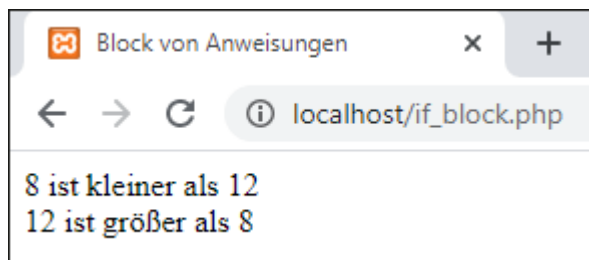 Block von Anweisungen
localhost/if_block.php
8 ist kleiner als 12
12 ist größer als 8